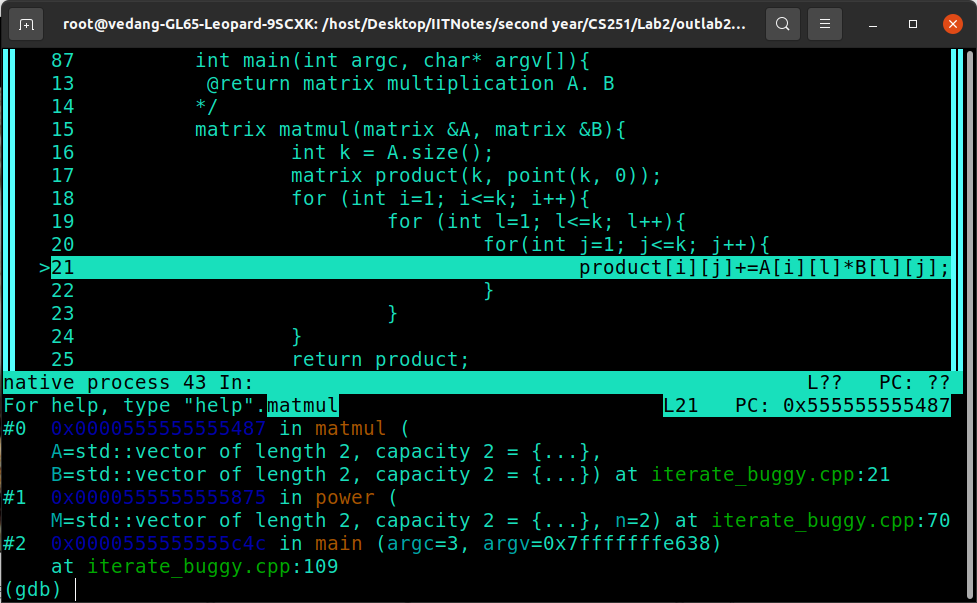 root@vedang-GL65-Leopard-9SCXK: /host/Desktop/IITNotes/second year/CS251/Lab2/outlab2...
87 int main(int argc, char* argv[]){
13 @return matrix multiplication A. B
14 */
15 matrix matmul(matrix &A, matrix &B){
16 int k = A.size();
17 matrix product(k, point(k, 0));
18 for (int i=1; i<=k; i++){
19 for (int l=1; l<=k; l++){
20 for(int j=1; j<=k; j++){
>21 product[i][j]+=A[i][l]*B[l][j];
22 }
23 }
24 }
25 return product;
native process 43 In: L?? PC: ??
For help, type "help".matmul L21 PC: 0x555555555487
#0 0x0000555555555487 in matmul (
A=std::vector of length 2, capacity 2 = {...},
B=std::vector of length 2, capacity 2 = {...}) at iterate_buggy.cpp:21
#1 0x0000555555555875 in power (
M=std::vector of length 2, capacity 2 = {...}, n=2) at iterate_buggy.cpp:70
#2 0x0000555555555c4c in main (argc=3, argv=0x7fffffffe638)
at iterate_buggy.cpp:109
(gdb)